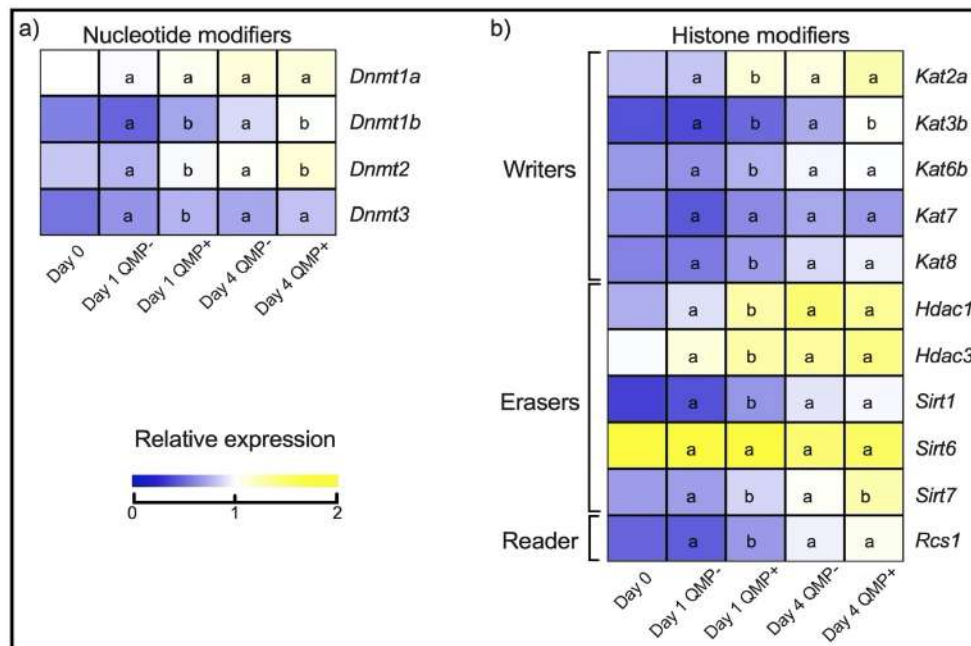 a)
Nucleotide modifiers
a a a a Dnmt1a
a b a b Dnmt1b
a b a b Dnmt2
a b a a Dnmt3
Day 0
Day 1 QMP-
Day 1 QMP+
Day 4 QMP-
Day 4 QMP+
Relative expression
0 1 2
b)
Histone modifiers
Writers
a b a a Kat2a
a b a b Kat3b
a b a a Kat6b
a a a a Kat7
a b a a Kat8
Erasers
a b a a Hdac1
a b a a Hdac3
a b a a Sirt1
a a a a Sirt6
a b a b Sirt7
Reader
a b a a Rcs1
Day 0
Day 1 QMP-
Day 1 QMP+
Day 4 QMP-
Day 4 QMP+